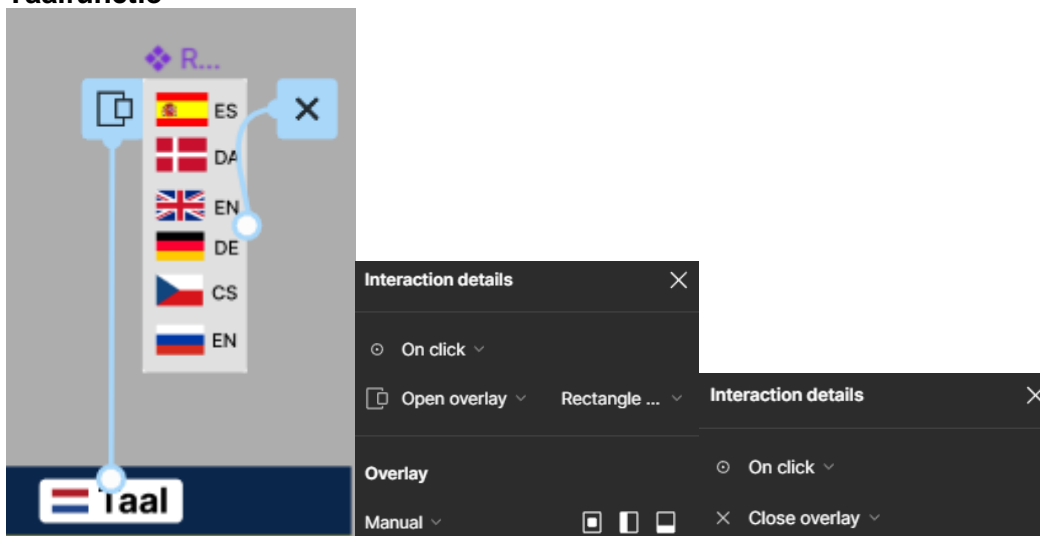 Taalfunctie
R...
ES
DA
EN
DE
CS
EN
Taal
Interaction details
On click
Open overlay Rectangle ...
Overlay
Manual
Interaction details
On click
Close overlay